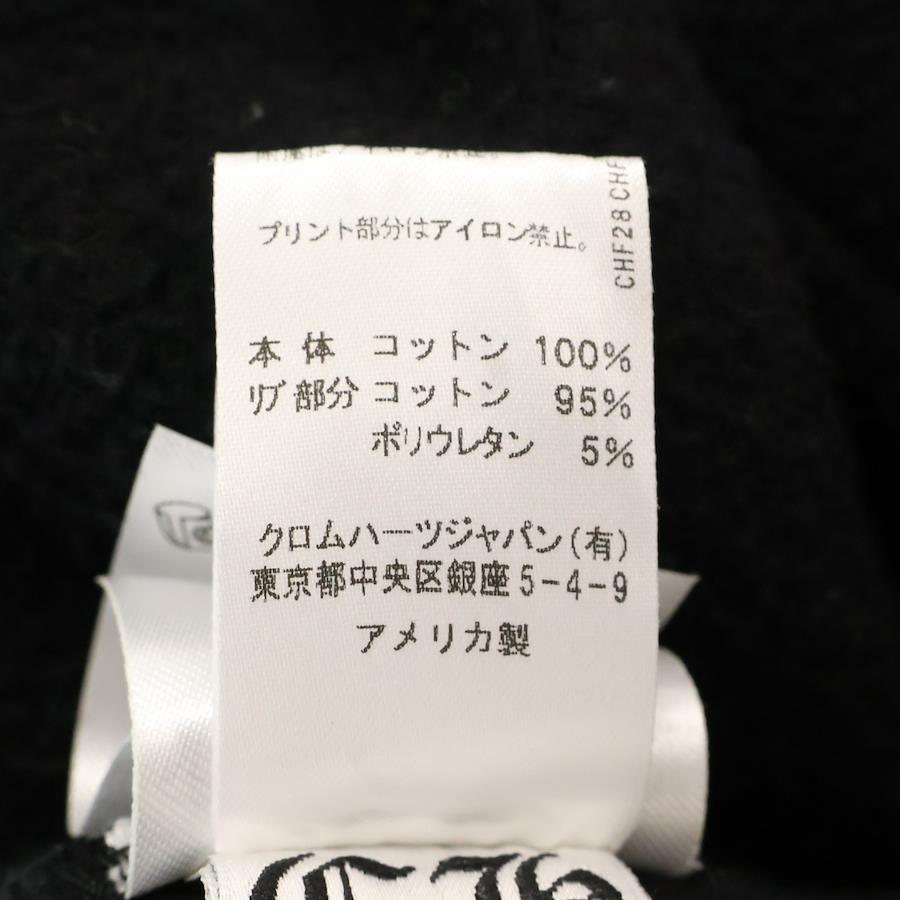 プリント部分はアイロン禁止。
CHF28 CHF
本体 コットン 100%
リブ部分 コットン 95%
ポリウレタン 5%
クロムハーツジャパン(有)
東京都中央区銀座5-4-9
アメリカ製